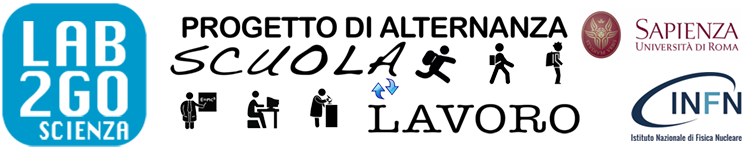 LAB
2GO
SCIENZA
PROGETTO DI ALTERNANZA
SCUOLA
LAVORO
SAPIENZA
UNIVERSITÀ DI ROMA
INFN
Istituto Nazionale di Fisica Nucleare